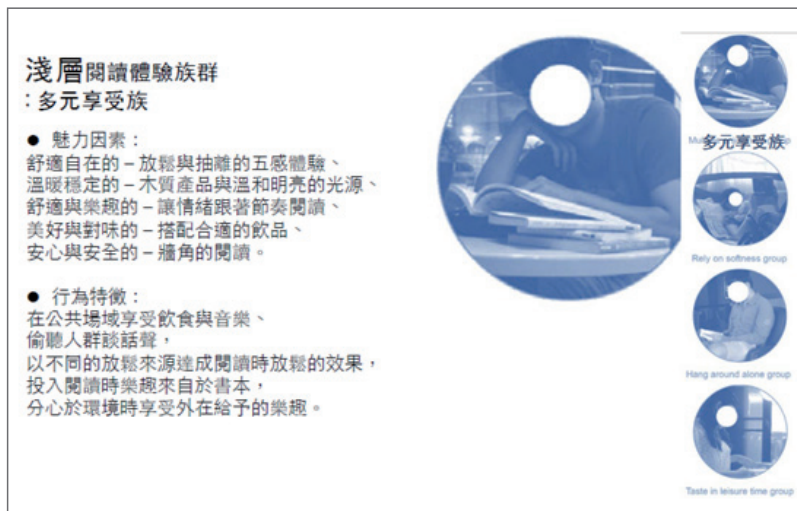 淺層閱讀體驗族群
：多元享受族
● 魅力因素：
舒適自在的－放鬆與抽離的五感體驗、
溫暖穩定的－木質產品與溫和明亮的光源、
舒適與樂趣的－讓情緒跟著節奏閱讀、
美好與對味的－搭配合適的飲品、
安心與安全的－牆角的閱讀。
● 行為特徵：
在公共場域享受飲食與音樂、
偷聽人群談話聲，
以不同的放鬆來源達成閱讀時放鬆的效果，
投入閱讀時樂趣來自於書本，
分心於環境時享受外在給予的樂趣。
多元享受族
Rely on softness group
Hang around alone group
Taste in leisure time group